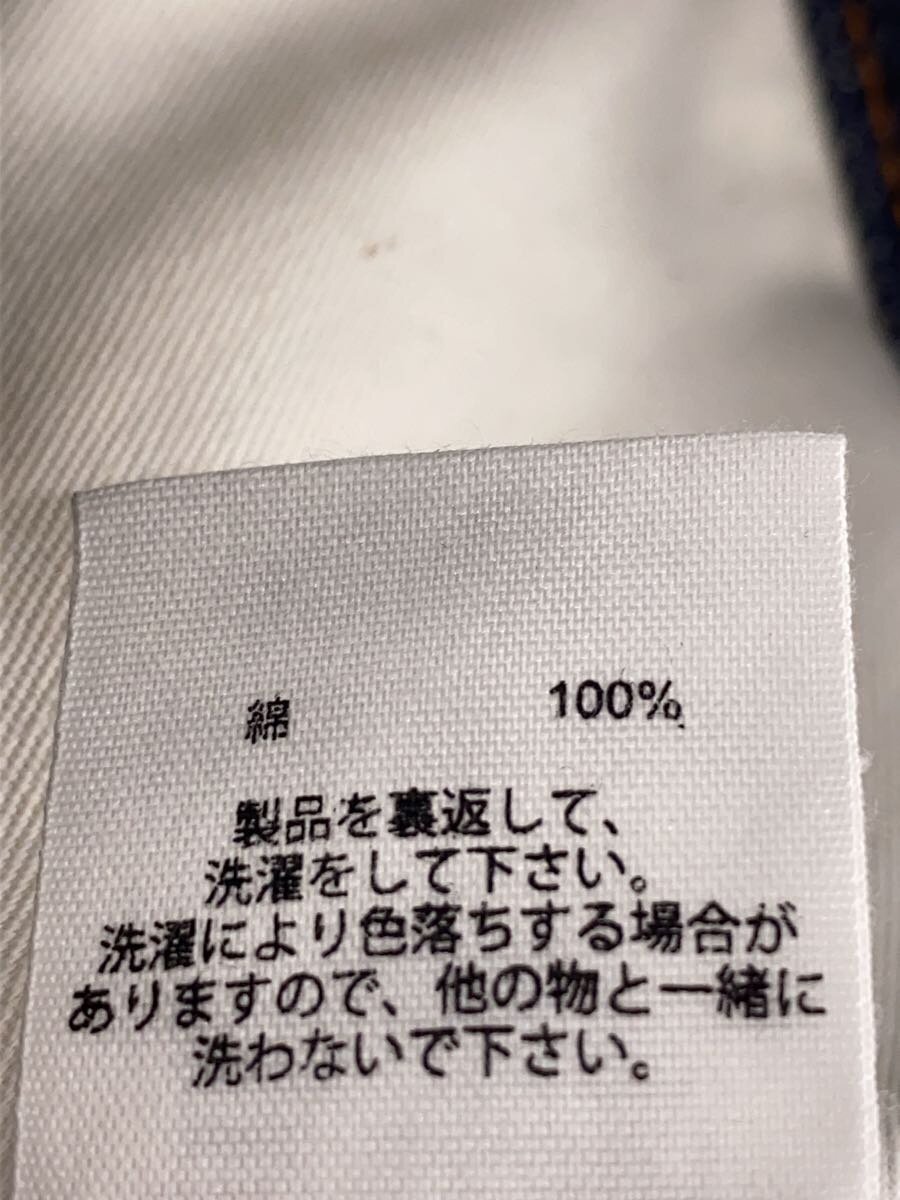 綿 100%
製品を裏返して、
洗濯をして下さい。
洗濯により色落ちする場合が
ありますので、他の物と一緒に
洗わないで下さい。